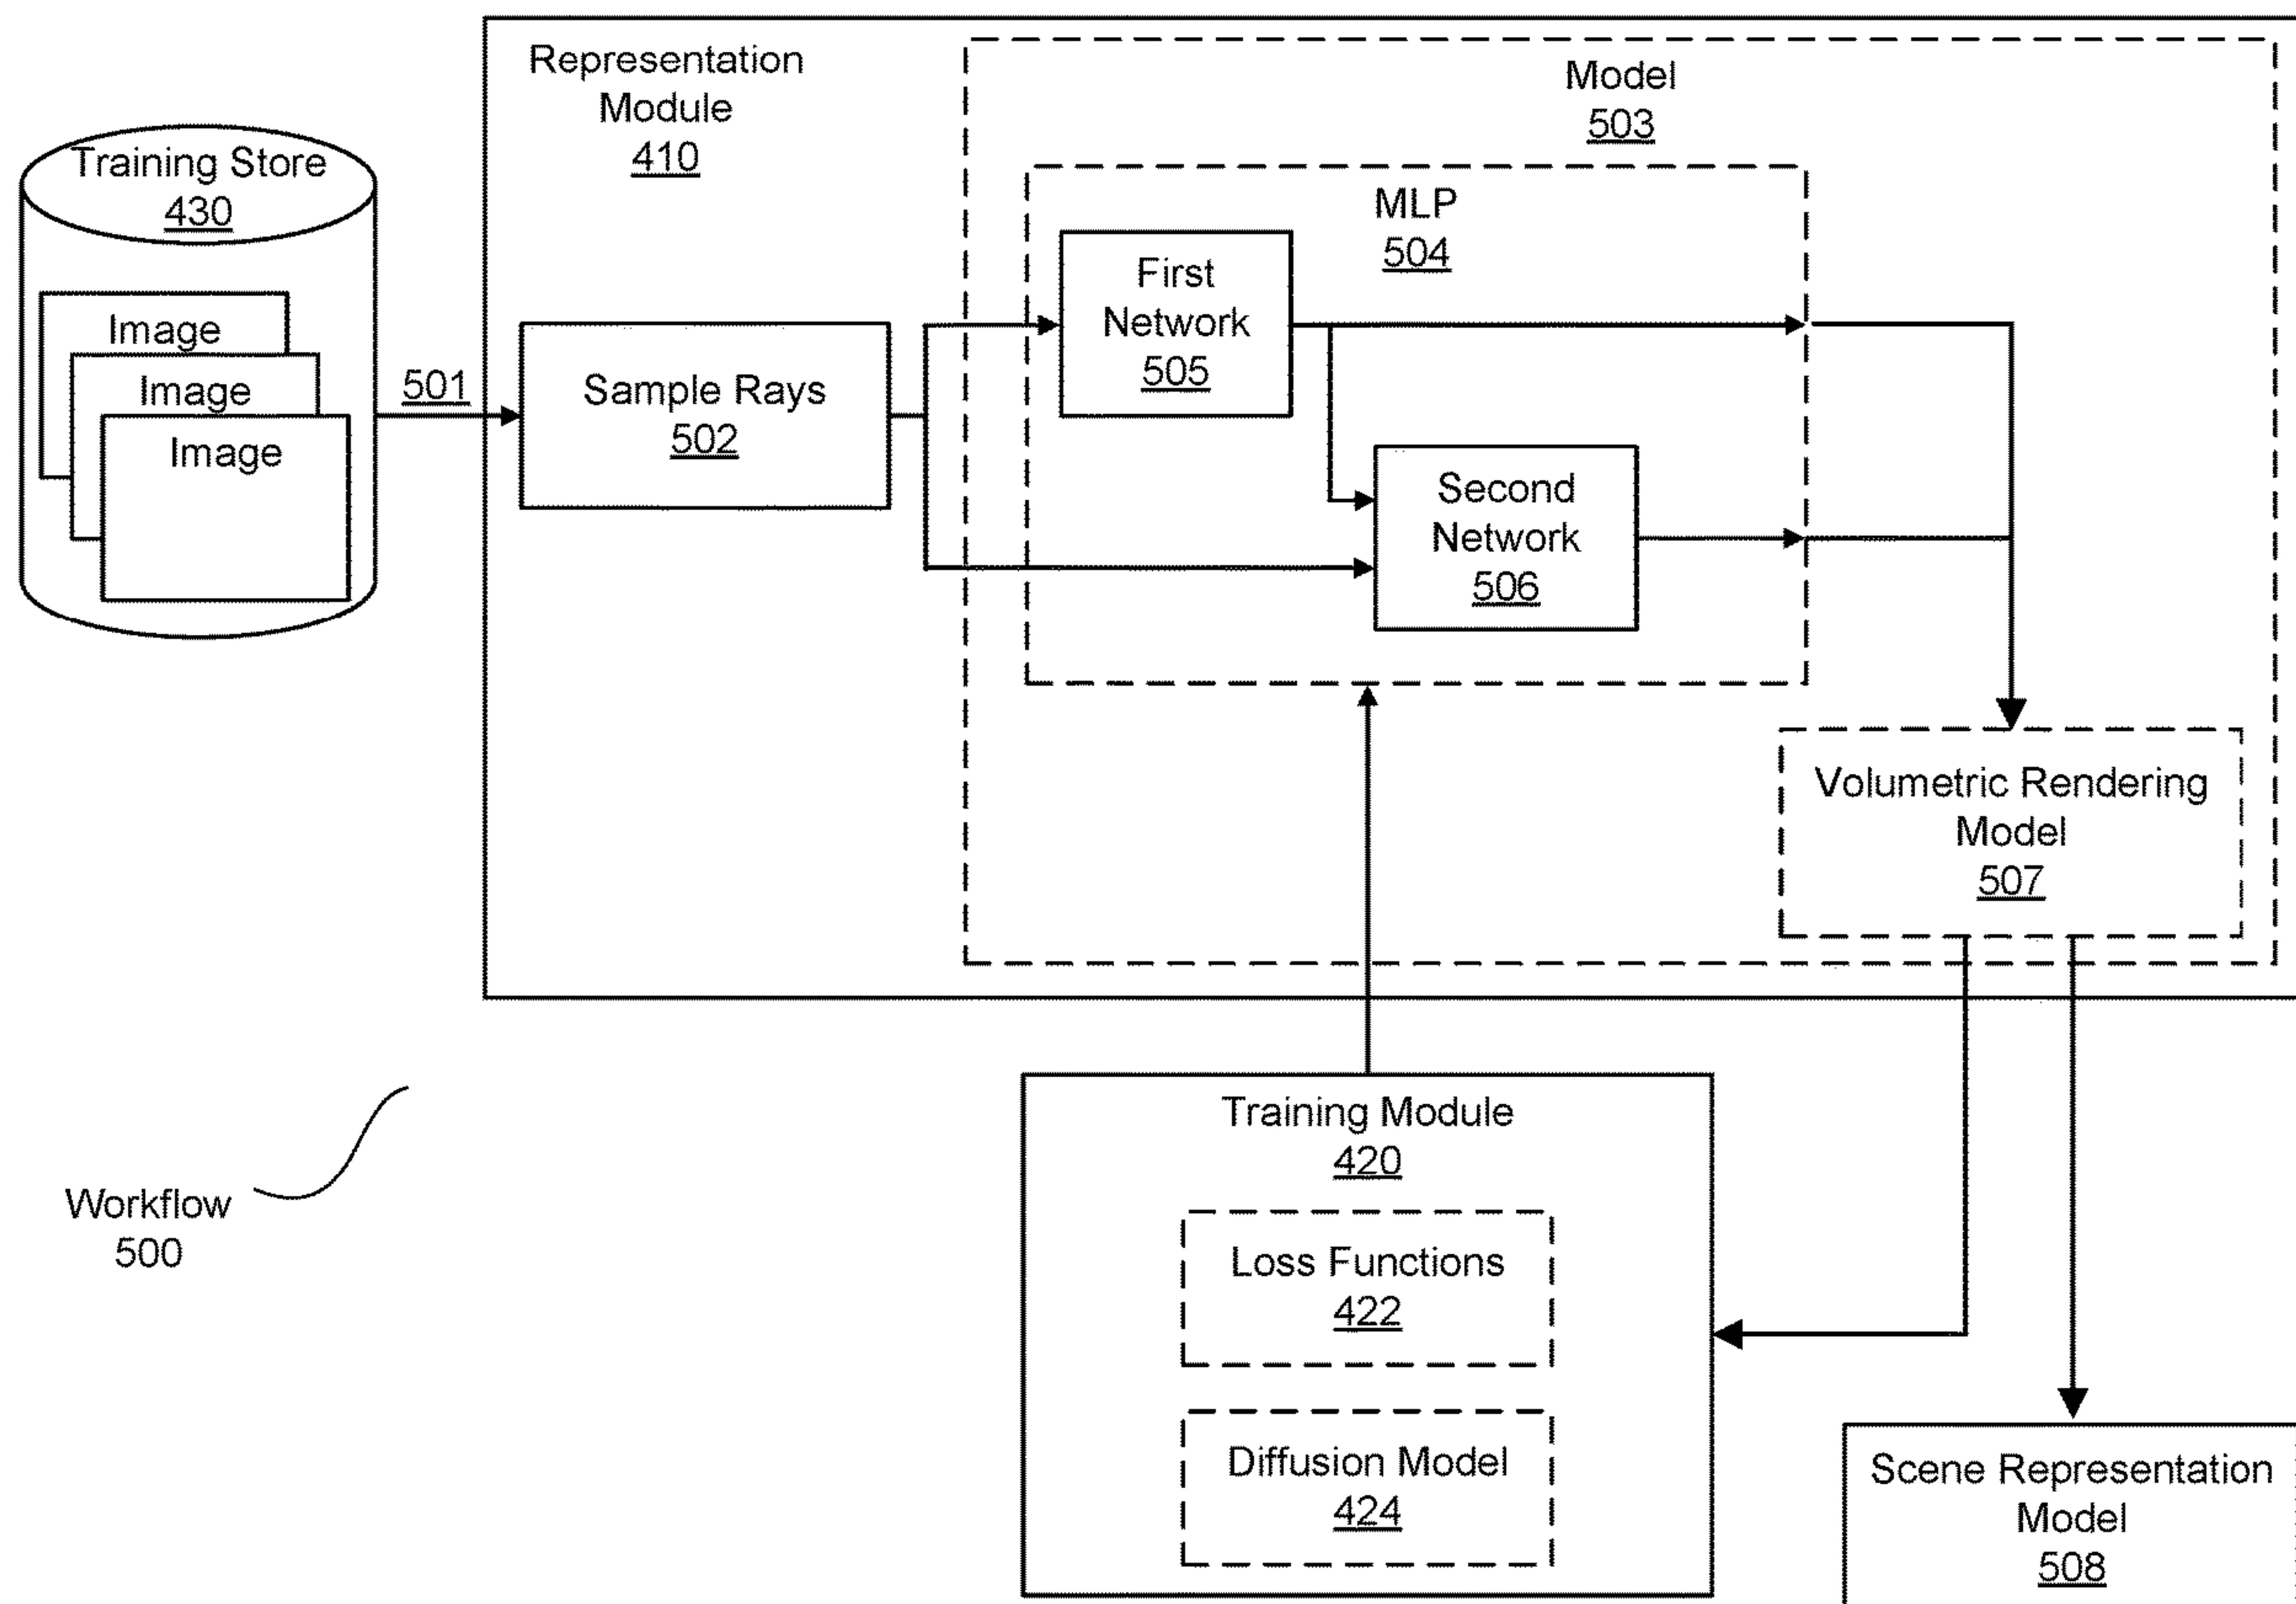 Representation
Module
410
Model
503
Training Store
430
MLP
504
First
Network
505
Image
Image
Image
501
Sample Rays
502
Second
Network
506
Volumetric Rendering
Model
507
Training Module
420
Loss Functions
422
Diffusion Model
424
Workflow
500
Scene Representation
Model
508